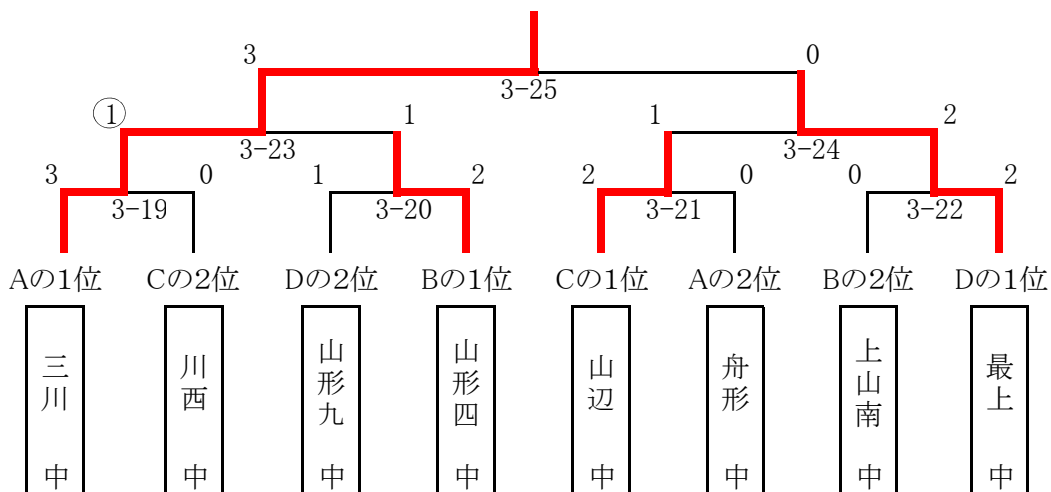 3 0
3-25
① 1 1 2
3-23 3-24
3 0 1 2 2 0 0 2
3-19 3-20 3-21 3-22
Aの1位 Cの2位 Dの2位 Bの1位 Cの1位 Aの2位 Bの2位 Dの1位
三川 中
川西 中
山形九 中
山形四 中
山辺 中
舟形 中
上山南 中
最上 中